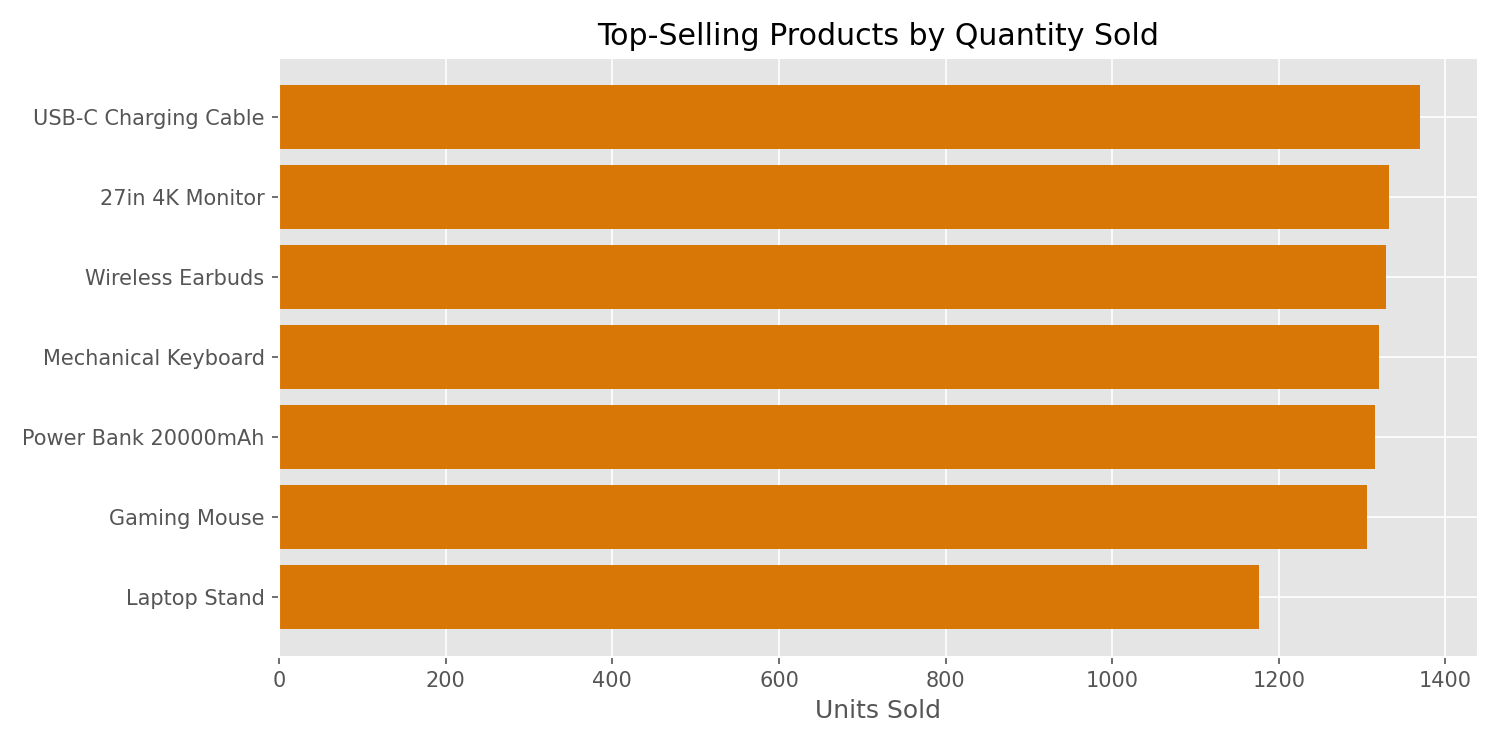 Top-Selling Products by Quantity Sold
USB-C Charging Cable
27in 4K Monitor
Wireless Earbuds
Mechanical Keyboard
Power Bank 20000mAh
Gaming Mouse
Laptop Stand
0 200 400 600 800 1000 1200 1400
Units Sold